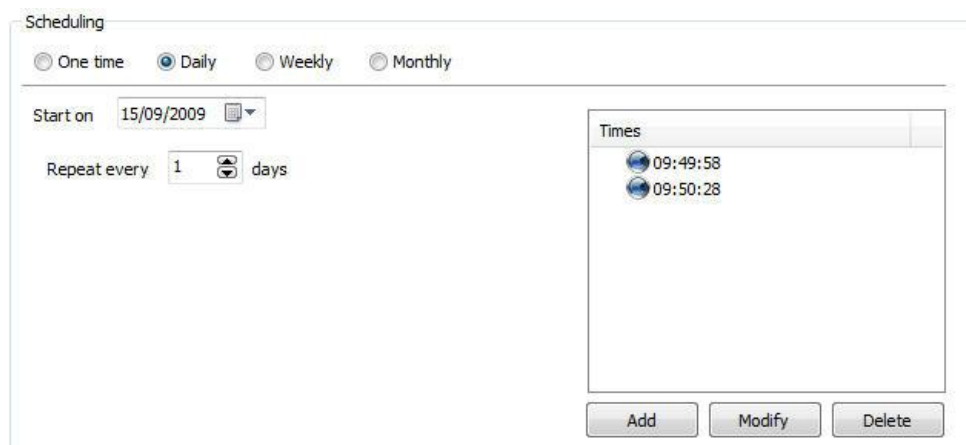 Scheduling
One time Daily Weekly Monthly
Start on 15/09/2009
Repeat every 1 days
Times
09:49:58
09:50:28
Add Modify Delete